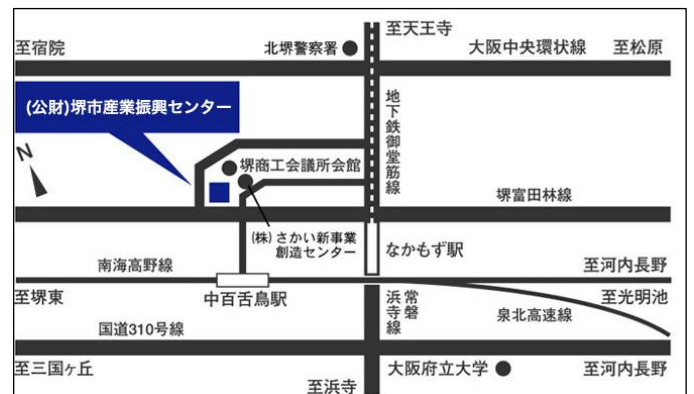 至天王寺
至宿院
北堺警察署
大阪中央環状線
至松原
(公財)堺市産業振興センター
地下鉄御堂筋線
N
堺商工会議所会館
堺富田林線
(株)さかい新事業
創造センター
なかもず駅
南海高野線
至河内長野
至堺東
中百舌鳥駅
常磐
浜寺線
至光明池
泉北高速線
国道310号線
至三国ヶ丘
大阪府立大学
至河内長野
至浜寺